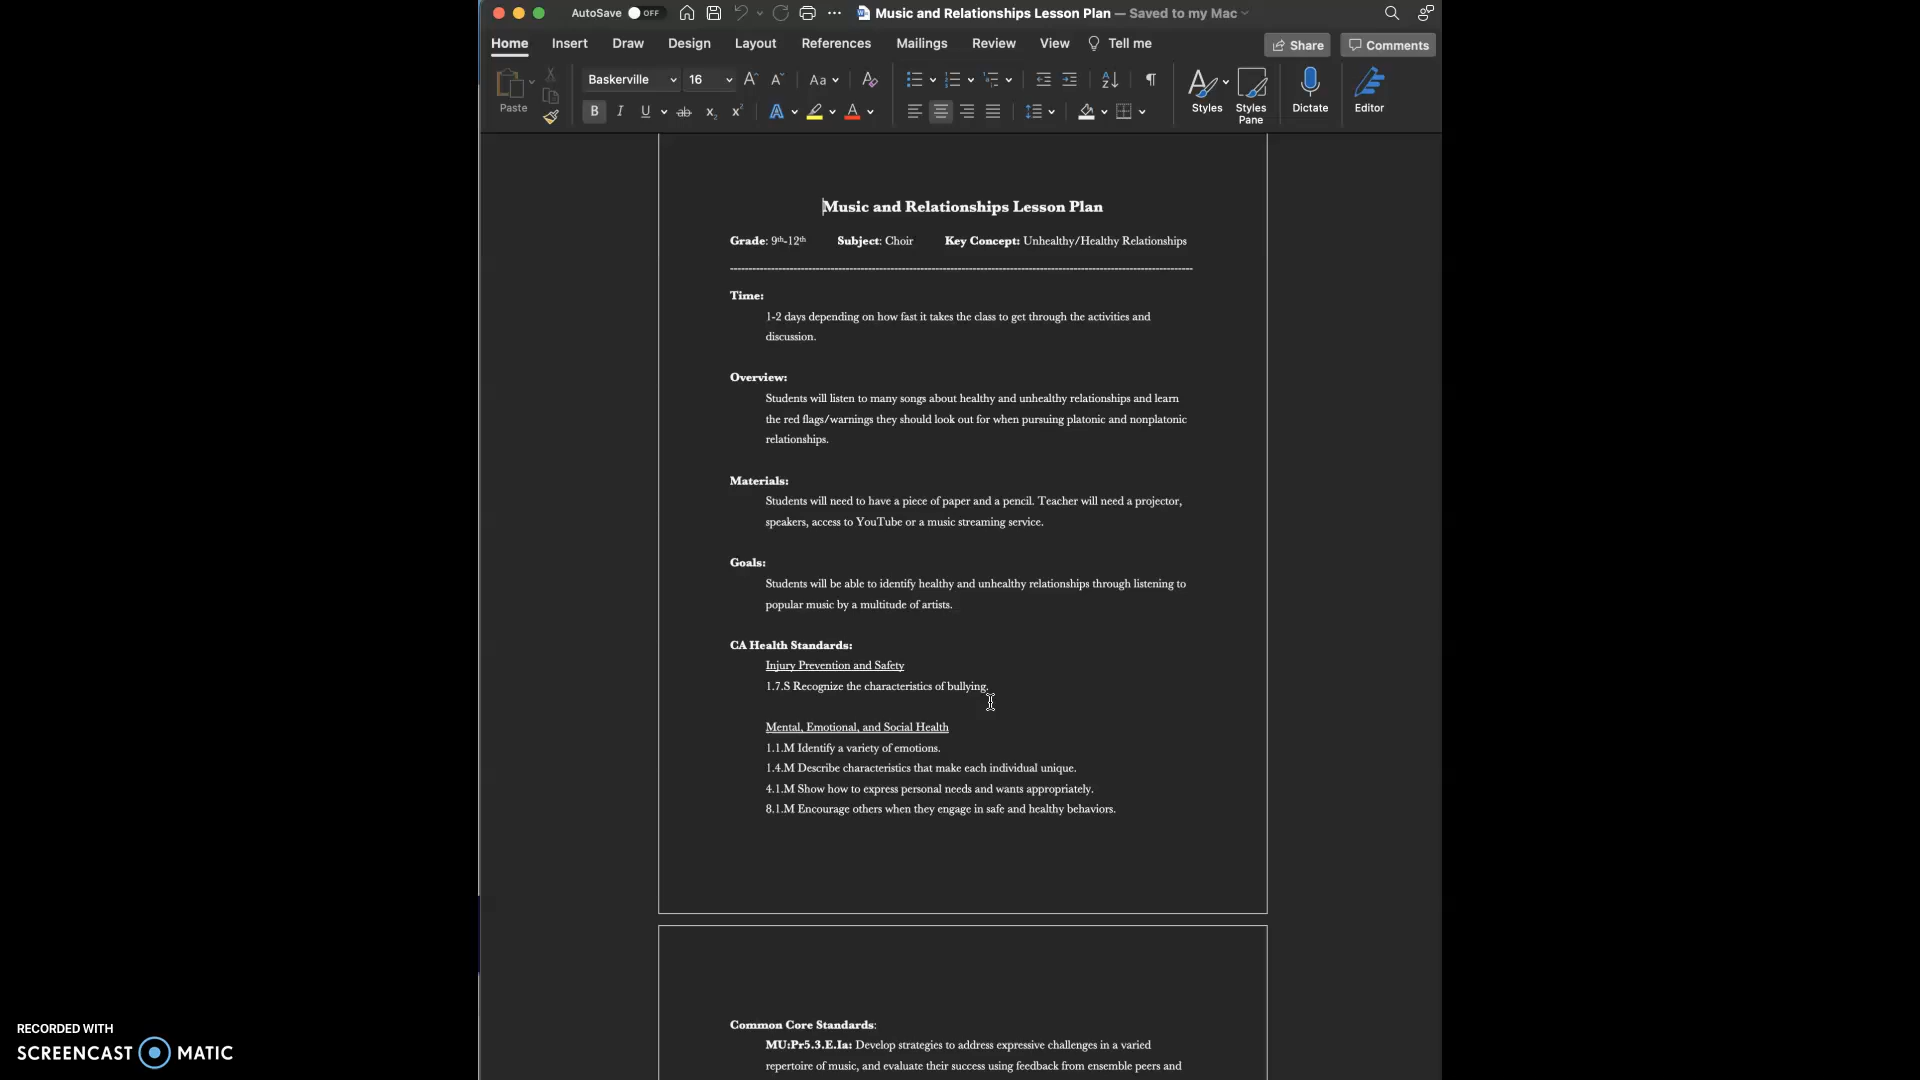 AutoSave OFF Music and Relationships Lesson Plan — Saved to my Mac
Home Insert Draw Design Layout References Mailings Review View Tell me Share Comments
Paste Baskerville 16 Aa Styles Styles Pane Dictate Editor
Music and Relationships Lesson Plan
Grade: 9th-12th Subject: Choir Key Concept: Unhealthy/Healthy Relationships
Time:
1-2 days depending on how fast it takes the class to get through the activities and
discussion.
Overview:
Students will listen to many songs about healthy and unhealthy relationships and learn
the red flags/warnings they should look out for when pursuing platonic and nonplatonic
relationships.
Materials:
Students will need to have a piece of paper and a pencil. Teacher will need a projector,
speakers, access to YouTube or a music streaming service.
Goals:
Students will be able to identify healthy and unhealthy relationships through listening to
popular music by a multitude of artists.
CA Health Standards:
Injury Prevention and Safety
1.7.S Recognize the characteristics of bullying.
Mental, Emotional, and Social Health
1.1.M Identify a variety of emotions.
1.4.M Describe characteristics that make each individual unique.
4.1.M Show how to express personal needs and wants appropriately.
8.1.M Encourage others when they engage in safe and healthy behaviors.
Common Core Standards:
MU:Pr5.3.E.Ia: Develop strategies to address expressive challenges in a varied
repertoire of music, and evaluate their success using feedback from ensemble peers and
RECORDED WITH
SCREENCAST MATIC